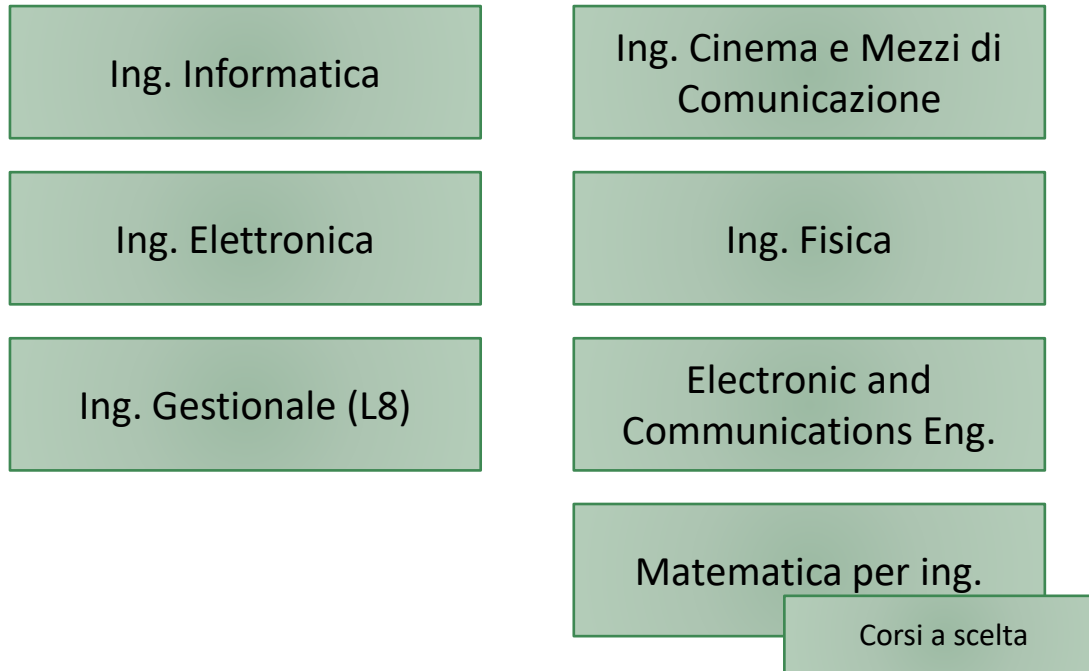 Ing. Informatica
Ing. Cinema e Mezzi di
Comunicazione
Ing. Elettronica
Ing. Fisica
Ing. Gestionale (L8)
Electronic and
Communications Eng.
Matematica per ing.
Corsi a scelta